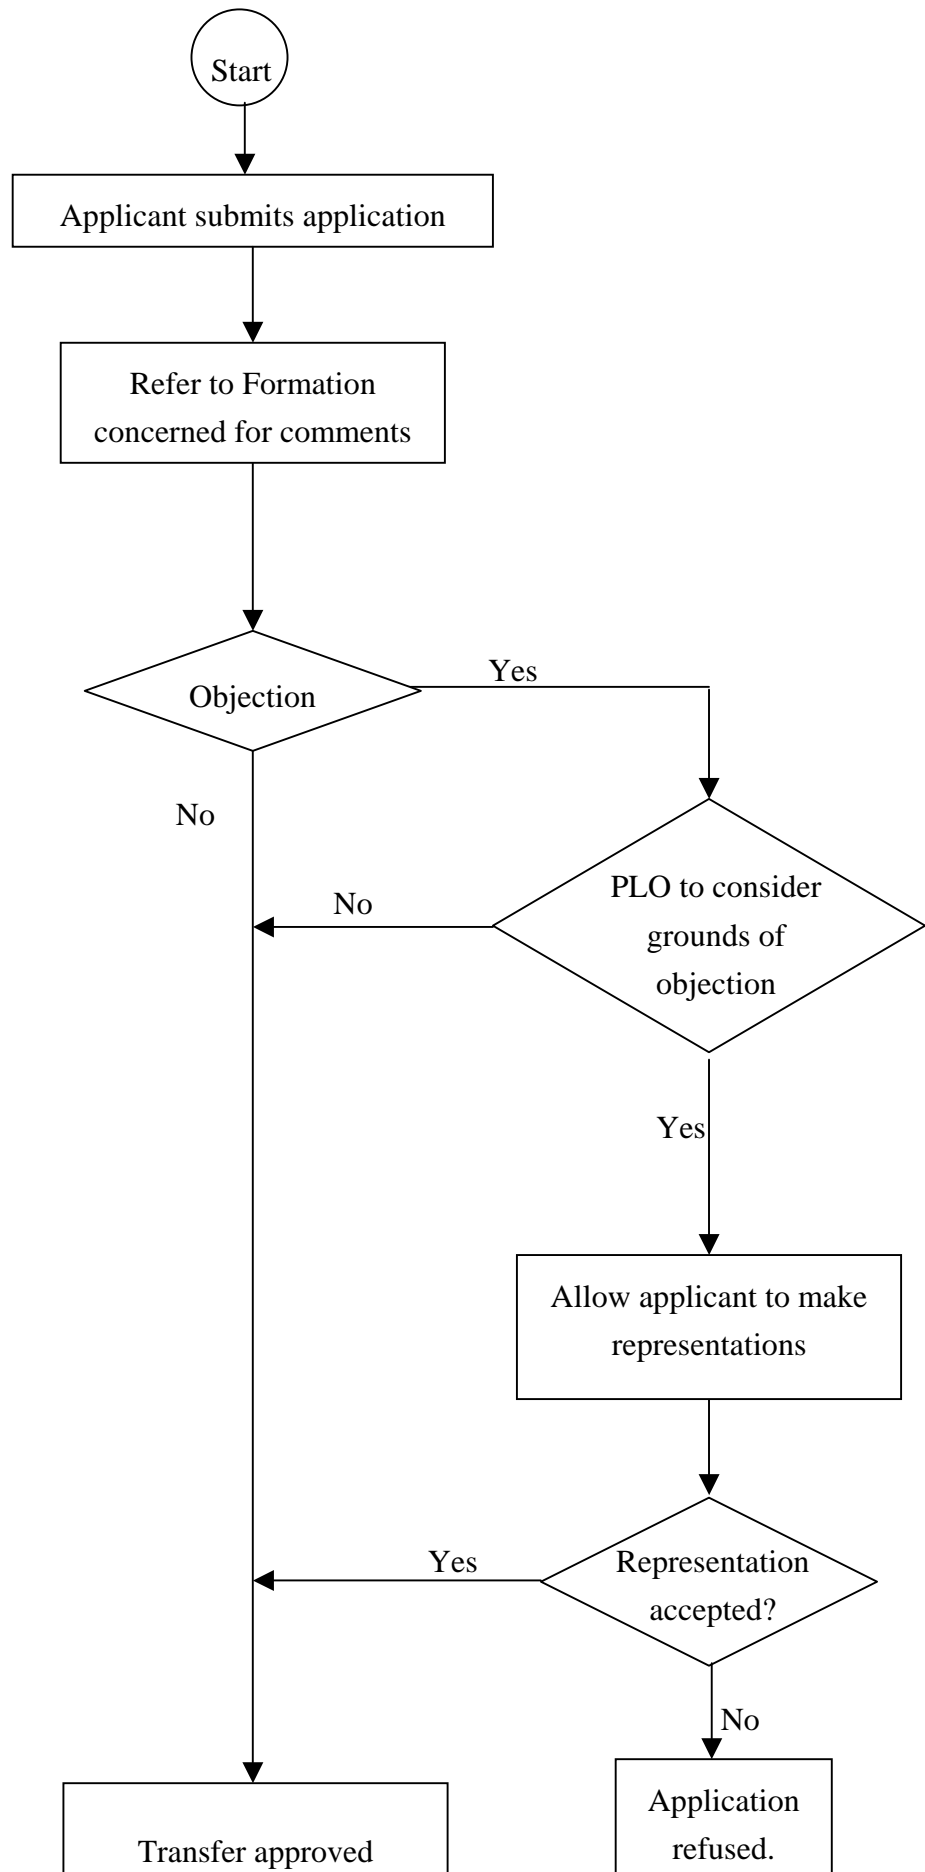 Start
Applicant submits application
Refer to Formation
concerned for comments
Objection
Yes
No
PLO to consider
grounds of
objection
No
Yes
Allow applicant to make
representations
Representation
accepted?
Yes
No
Application
refused.
Transfer approved